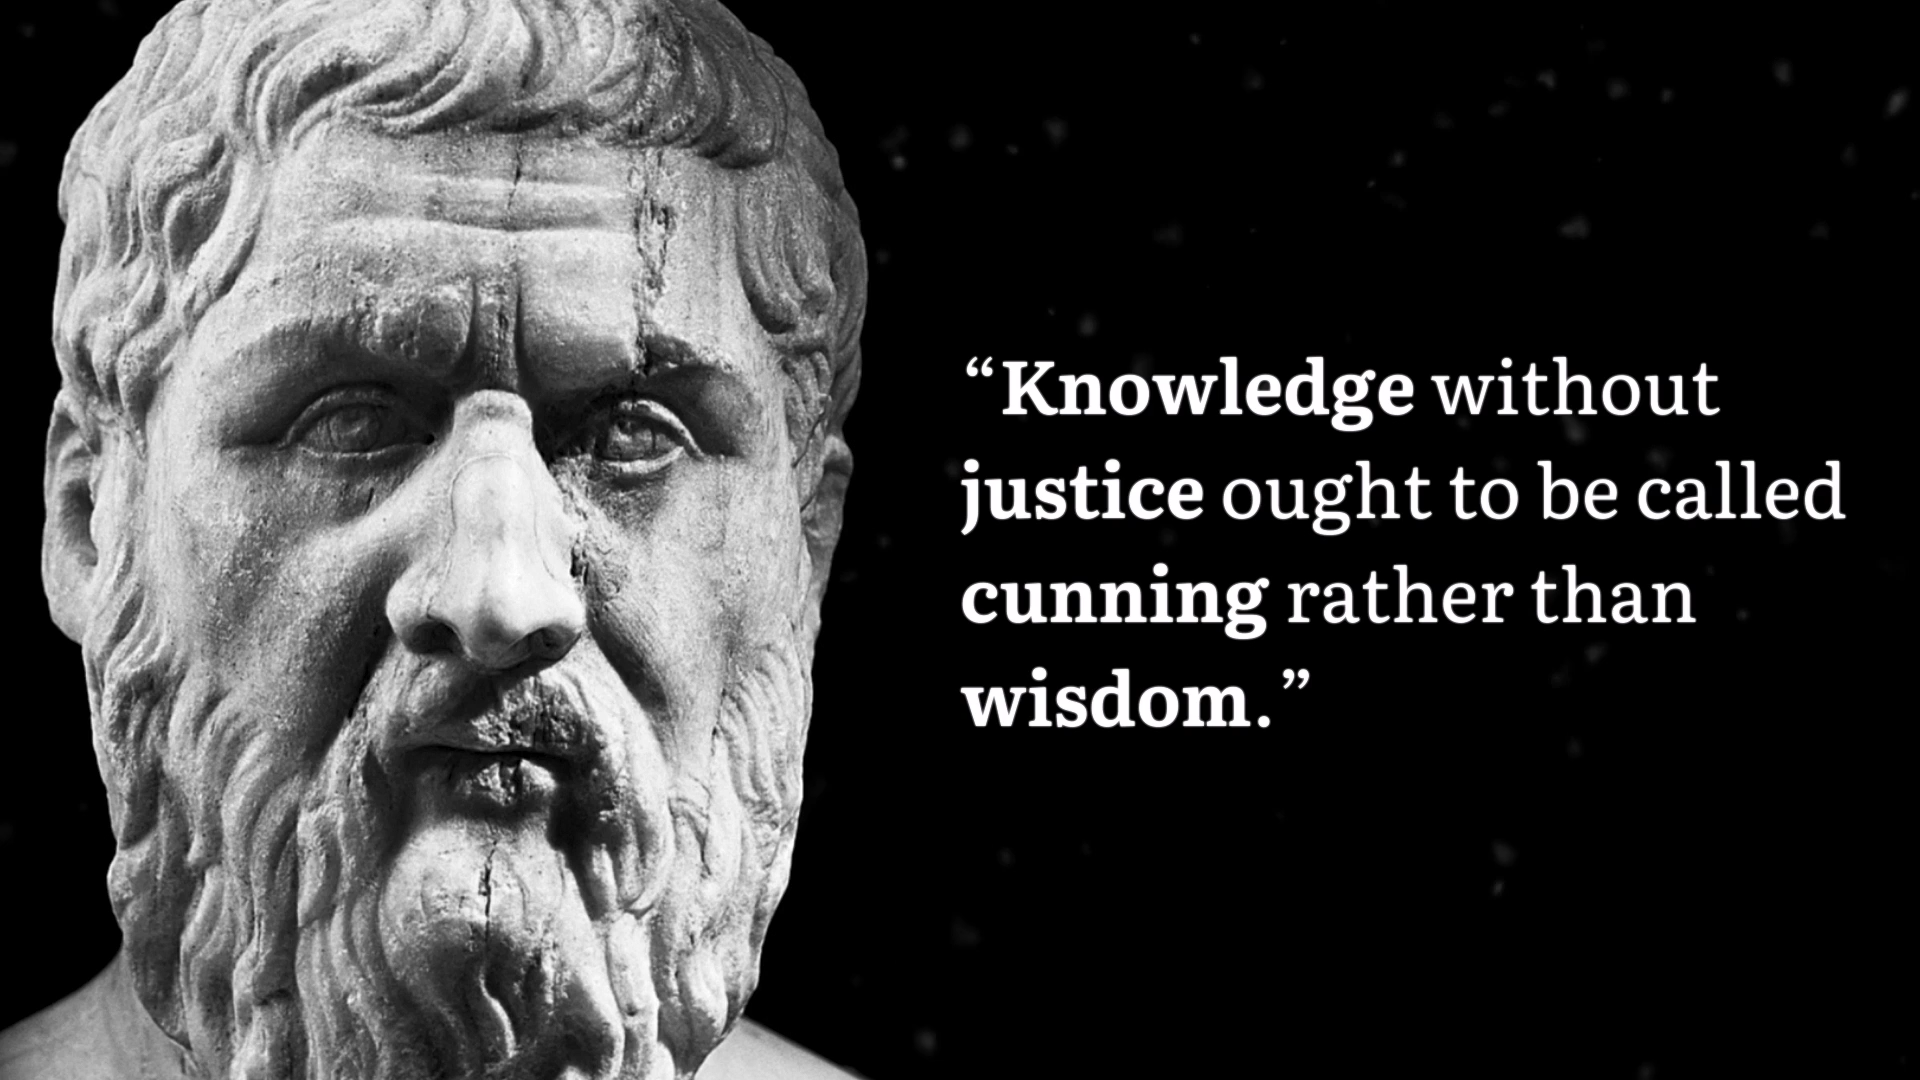 “Knowledge without
justice ought to be called
cunning rather than
wisdom.”